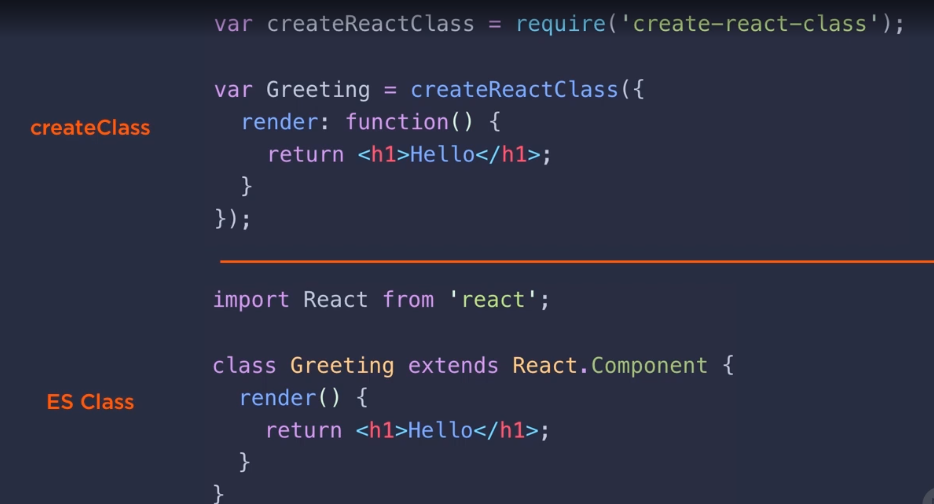 var createReactClass = require('create-react-class');
createClass
var Greeting = createReactClass({
render: function() {
return <h1>Hello</h1>;
}
});
ES Class
import React from 'react';
class Greeting extends React.Component {
render() {
return <h1>Hello</h1>;
}
}